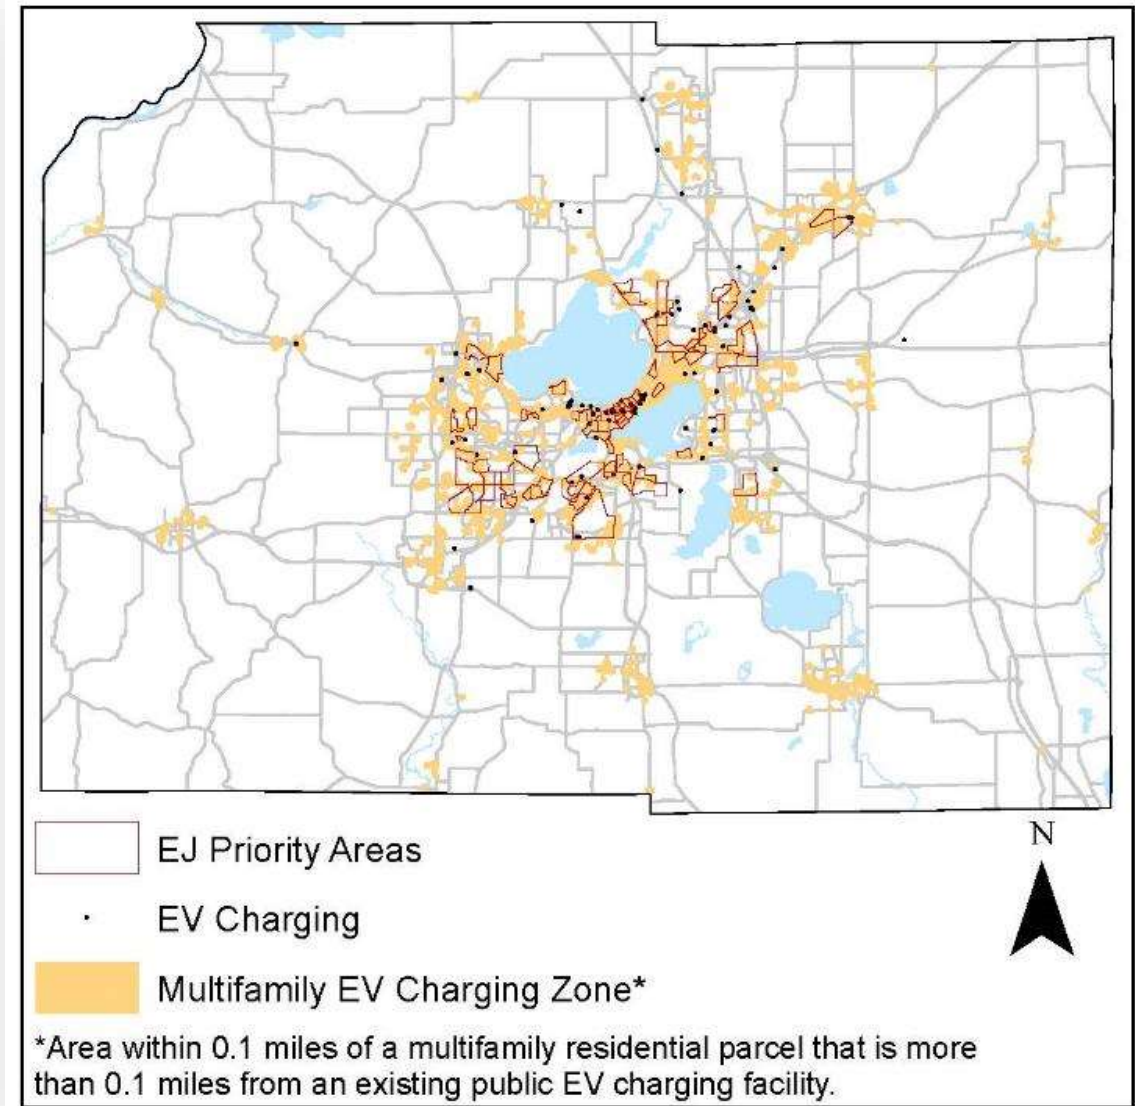 N
EJ Priority Areas
EV Charging
Multifamily EV Charging Zone*
*Area within 0.1 miles of a multifamily residential parcel that is more
than 0.1 miles from an existing public EV charging facility.